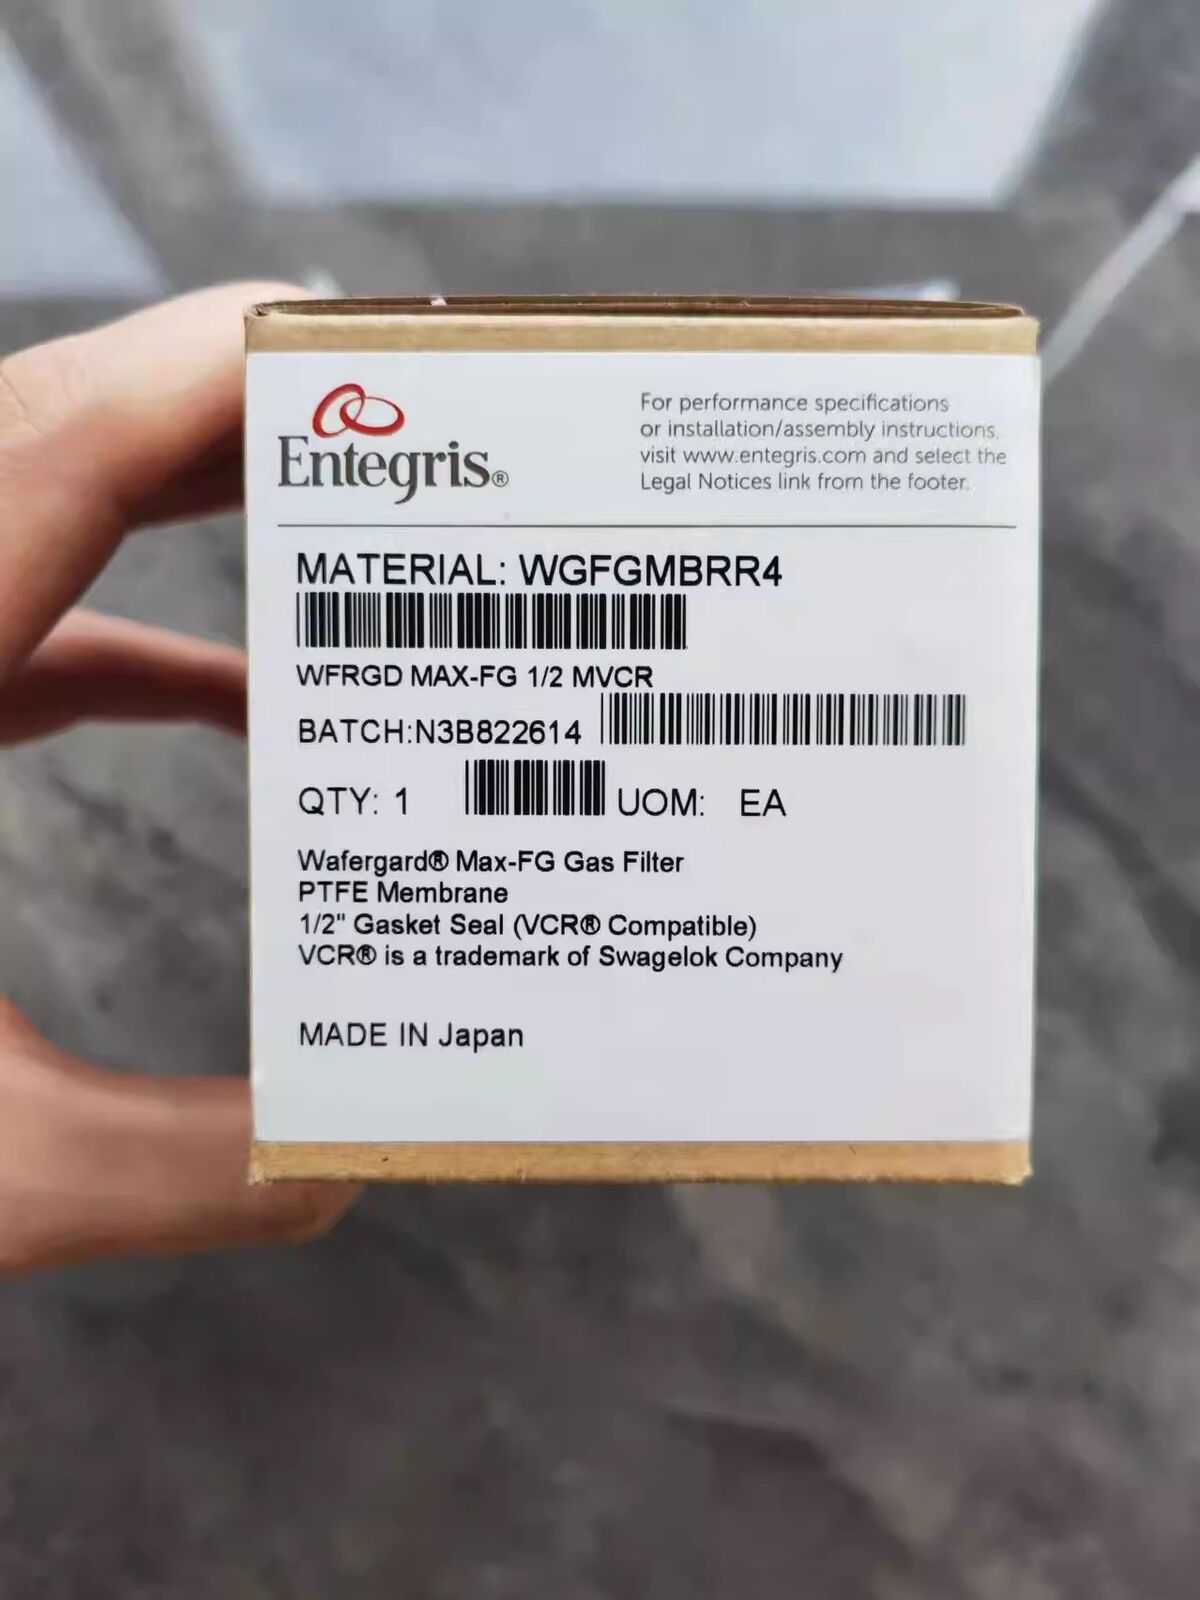 Entegris®
For performance specifications
or installation/assembly instructions,
visit www.entegris.com and select the
Legal Notices link from the footer.
MATERIAL: WGFGMBRR4
WFRGD MAX-FG 1/2 MVCR
BATCH:N3B822614
QTY: 1 UOM: EA
Wafergard® Max-FG Gas Filter
PTFE Membrane
1/2" Gasket Seal (VCR® Compatible)
VCR® is a trademark of Swagelok Company
MADE IN Japan